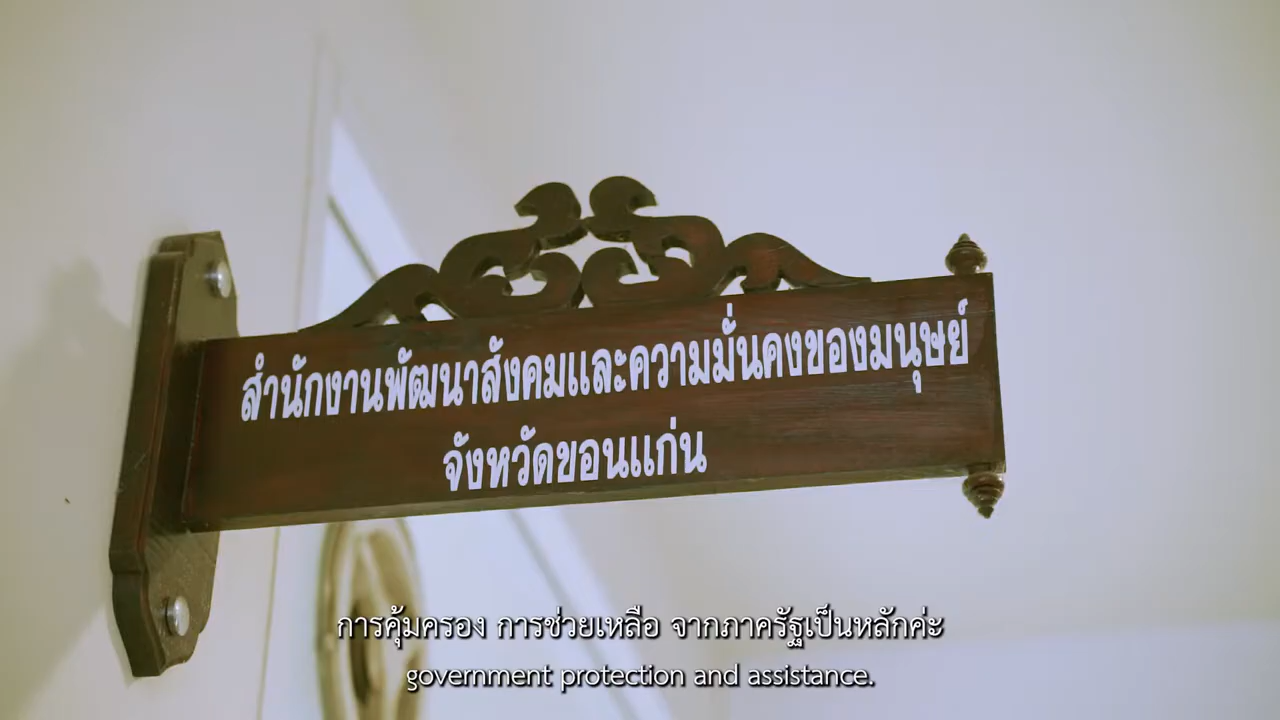 สำนักงานพัฒนาสังคมและความมั่นคงของมนุษย์
จังหวัดขอนแก่น
การคุ้มครอง การช่วยเหลือ จากภาครัฐเป็นหลักค่ะ
government protection and assistance.